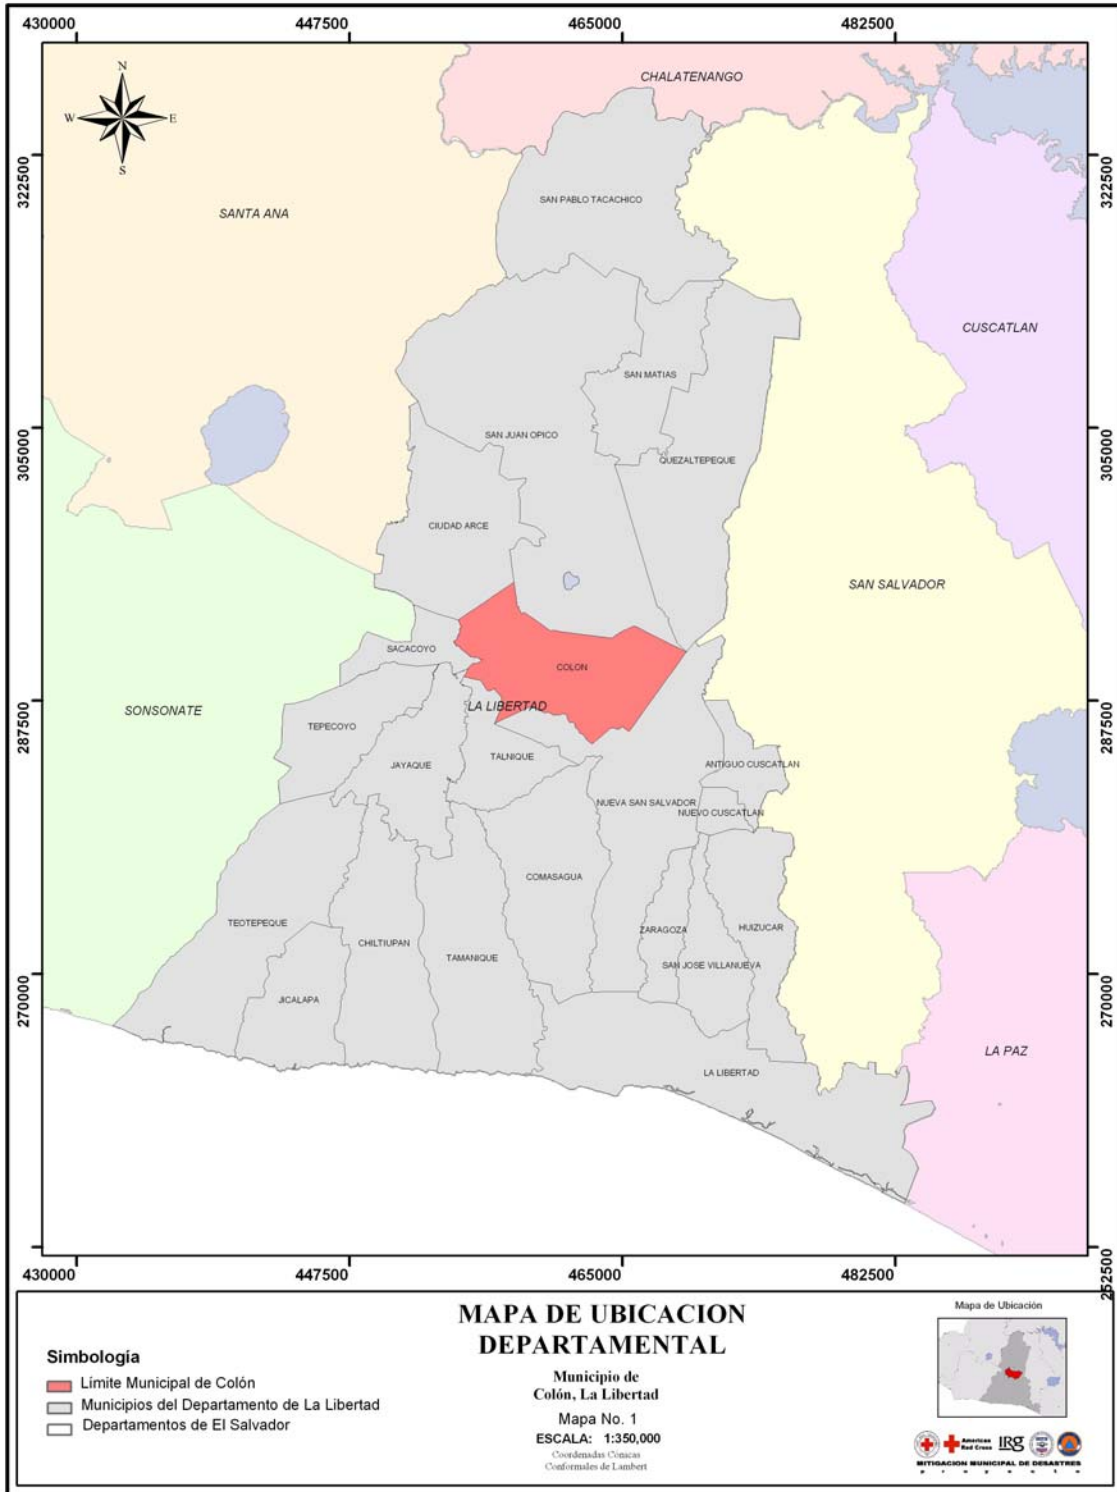 430000 447500 465000 482500
CHALATENANGO
N
W E
S
322500 322500
SAN PABLO TACACHICO
SANTA ANA
CUSCATLAN
SAN MATIAS
305000 305000
SAN JUAN OPICO
QUEZALTEPEQUE
CIUDAD ARCE
SAN SALVADOR
SACACOYO
COLON
287500 287500
SONSONATE
LA LIBERTAD
TEPECOYO
JAYAQUE
TALNIQUE
ANTIGUO CUSCATLAN
NUEVA SAN SALVADOR
NUEVO CUSCATLAN
COMASAGUA
TEOTEPEQUE
CHILTIUPAN
TAMANIQUE
ZARAGOZA
HUIZUCAR
SAN JOSE VILLANUEVA
270000 270000
JICALAPA
LA PAZ
LA LIBERTAD
252500
430000 447500 465000 482500
MAPA DE UBICACION
DEPARTAMENTAL
Municipio de
Colón, La Libertad
Mapa No. 1
ESCALA: 1:350,000
Coordenadas Cónicas
Conformales de Lambert
Simbología
Límite Municipal de Colón
Municipios del Departamento de La Libertad
Departamentos de El Salvador
Mapa de Ubicación
American
Red Cross
IRG
MITIGACION MUNICIPAL DE DESASTRES
p r o y e c t o